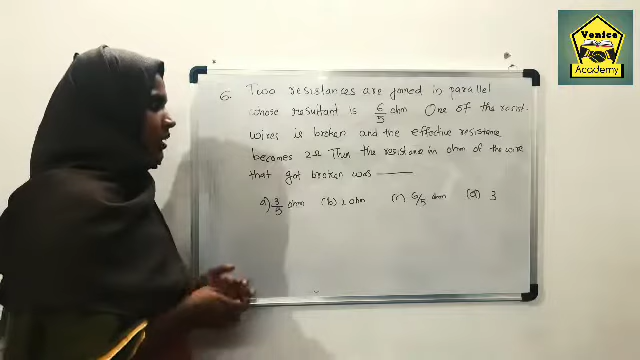 Venice
Academy
6. Two resistances are joined in parallel
whose resultant is 6/5 ohm One of the resist.
wires is broken and the effective resistance
becomes 2Ω Then the resistance in ohm of the wire
that got broken was ———
a) 3/5 ohm (b) 2 ohm (c) 6/5 ohm (d) 3